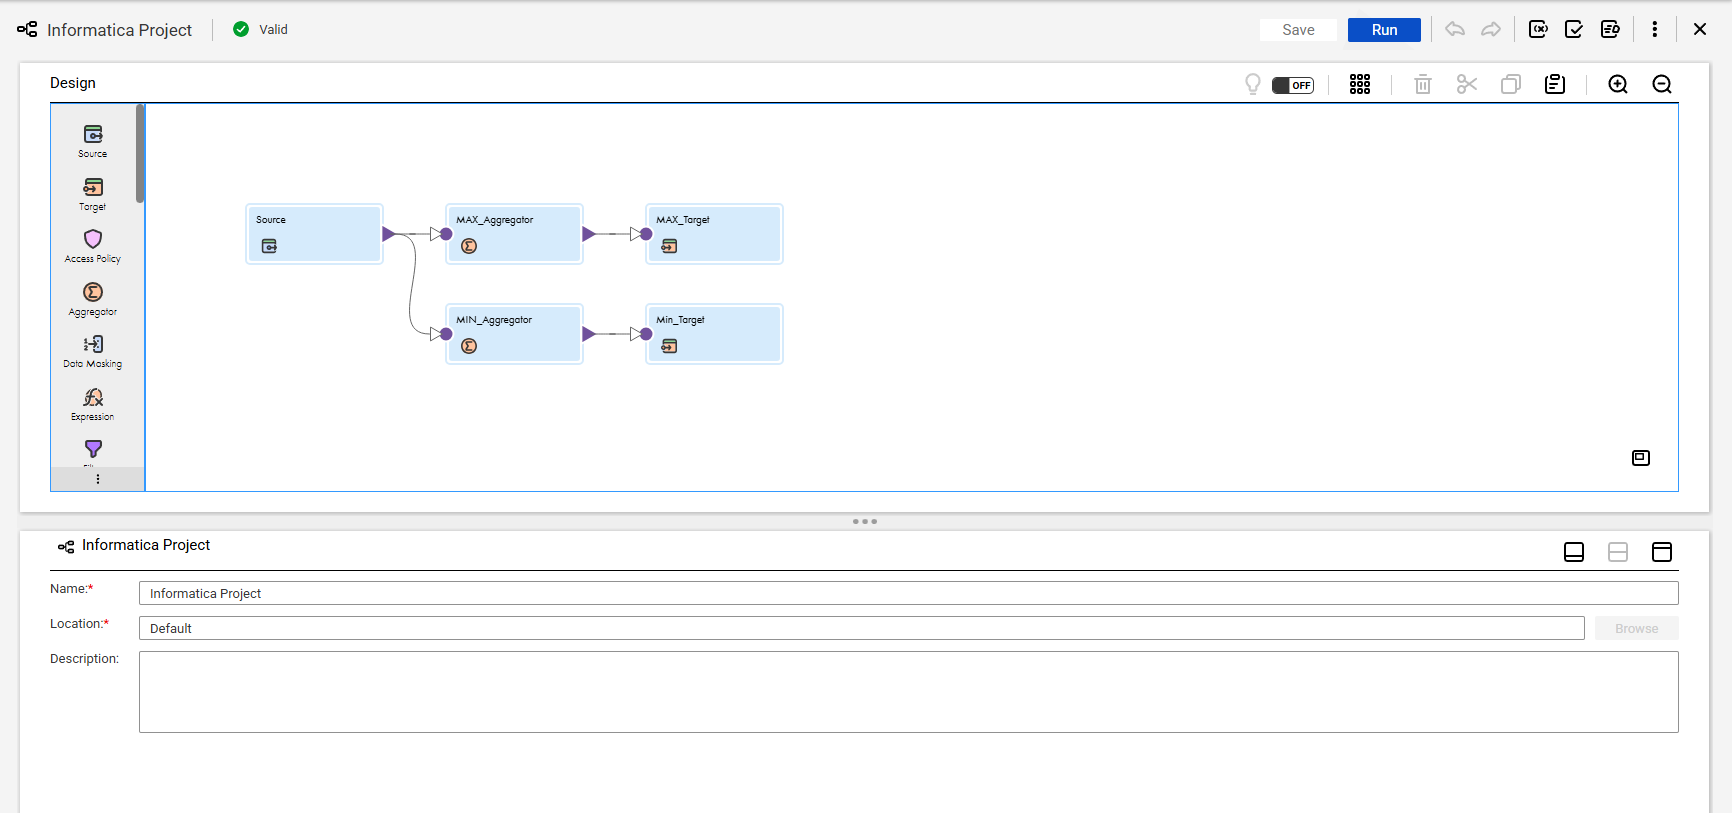 Informatica Project
Valid
Save
Run
Design
OFF
Source
Target
Access Policy
Aggregator
Data Masking
Expression
Source
MAX_Aggregator
MAX_Target
MIN_Aggregator
Min_Target
Informatica Project
Name:*
Informatica Project
Location:*
Default
Browse
Description: